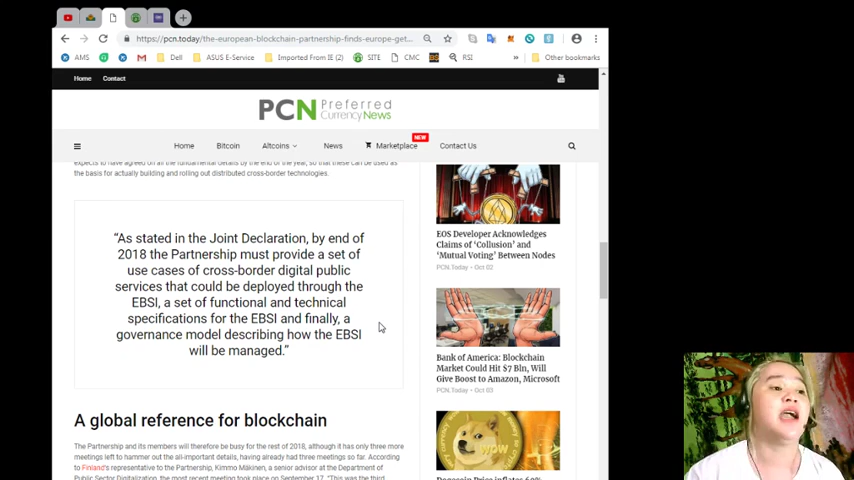 https://pcn.today/the-european-blockchain-partnership-finds-europe-get...
AMS
Dell
ASUS E-Service
Imported From IE (2)
SITE
CMC
RSI
»
Other bookmarks
Home
Contact
PCN Preferred
Currency News
NEW
Home
Bitcoin
Altcoins
News
Marketplace
Contact Us
expects to have agreed on all the fundamental details by the end of the year, so that these can be used as
the basis for actually building and rolling out distributed cross-border technologies.
“As stated in the Joint Declaration, by end of
2018 the Partnership must provide a set of
use cases of cross-border digital public
services that could be deployed through the
EBSI, a set of functional and technical
specifications for the EBSI and finally, a
governance model describing how the EBSI
will be managed.”
A global reference for blockchain
The Partnership and its members will therefore be busy for the rest of 2018, although it has only three more
meetings left to hammer out the all-important details, having already had three meetings so far. According
to Finland's representative to the Partnership, Kimmo Mäkinen, a senior advisor at the Department of
Public Sector Digitalization, the most recent meeting took place on September 17. "This was the third
EOS Developer Acknowledges
Claims of ‘Collusion’ and
‘Mutual Voting’ Between Nodes
PCN.Today - Oct 02
Bank of America: Blockchain
Market Could Hit $7 Bln, Will
Give Boost to Amazon, Microsoft
PCN.Today - Oct 03
wow